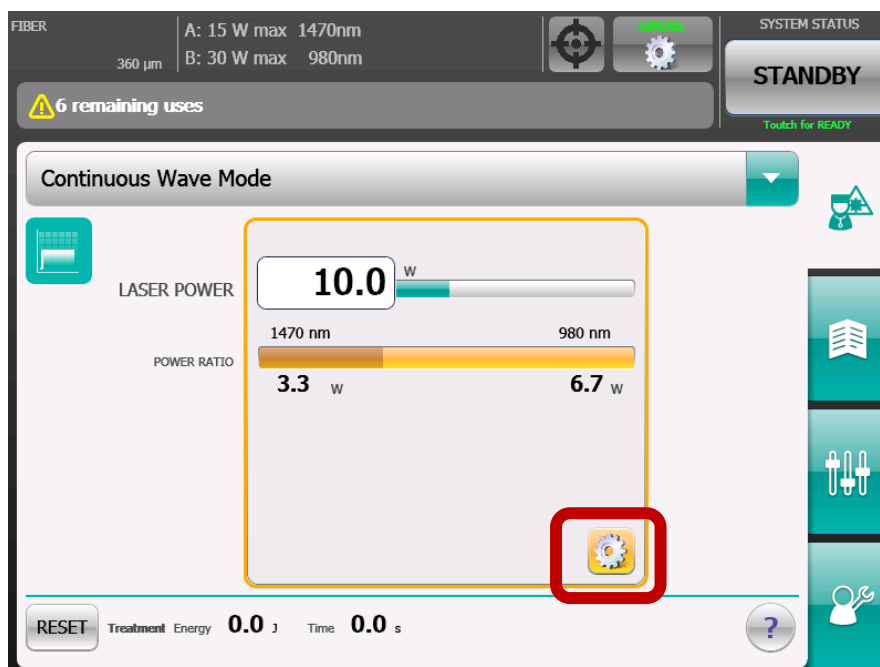 FIBER
360 µm
A: 15 W max 1470nm
B: 30 W max 980nm
AIMING
SYSTEM STATUS
STANDBY
Toutch for READY
6 remaining uses
Continuous Wave Mode
LASER POWER 10.0 W
1470 nm 980 nm
POWER RATIO
3.3 W 6.7 W
RESET Treatment Energy 0.0 J Time 0.0 s ?